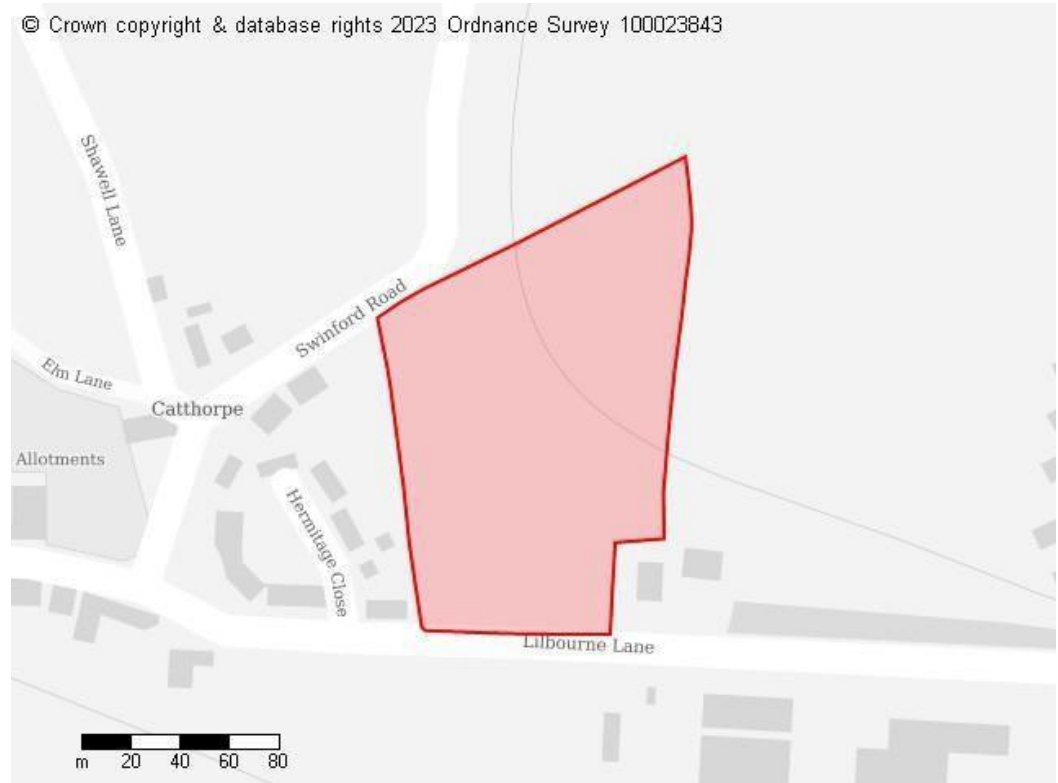 © Crown copyright & database rights 2023 Ordnance Survey 100023843
Shawell Lane
Swinford Road
Elm Lane
Catthorpe
Allotments
Hermitage Close
Lilbourne Lane
m 20 40 60 80